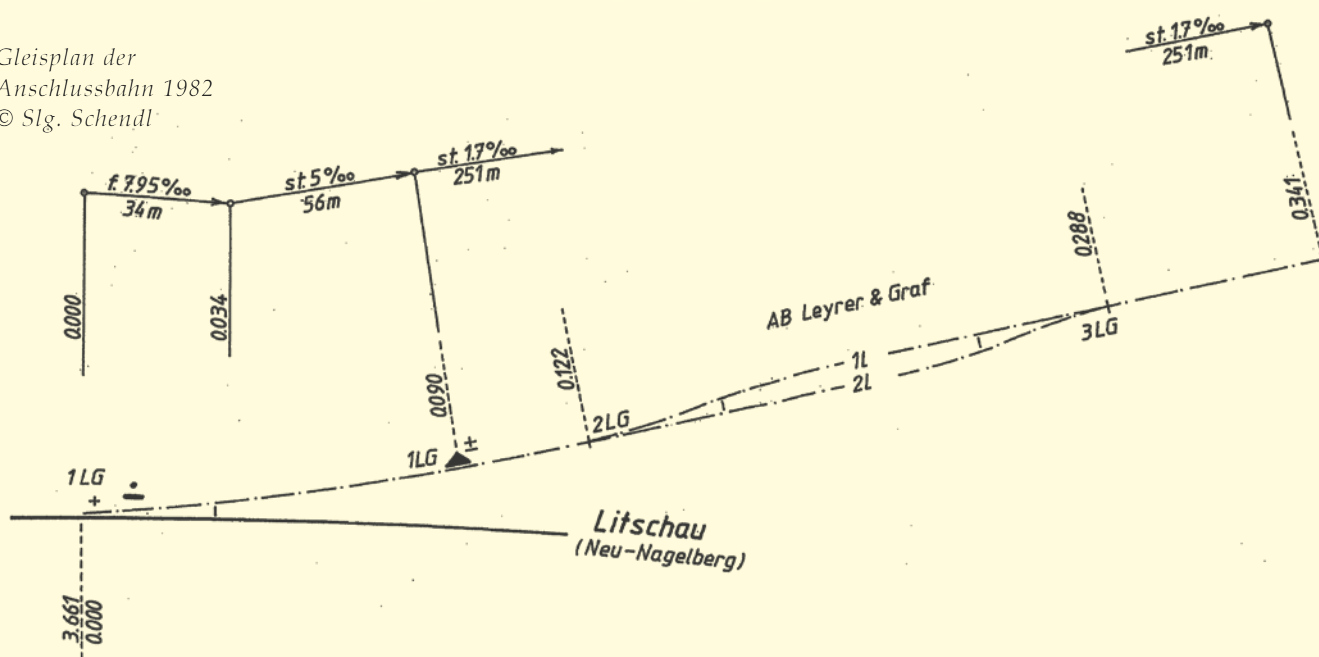 Gleisplan der
Anschlussbahn 1982
© Slg. Schendl
st. 1.7‰
251m
f. 7.95‰
34m
st. 5‰
56m
st. 1.7‰
251m
0.000
0.034
0.090
0.122
0.288
0.341
AB Leyrer & Graf
1L
2L
3LG
2LG
1LG
±
1LG
+
Litschau
(Neu-Nagelberg)
3.661
0.000